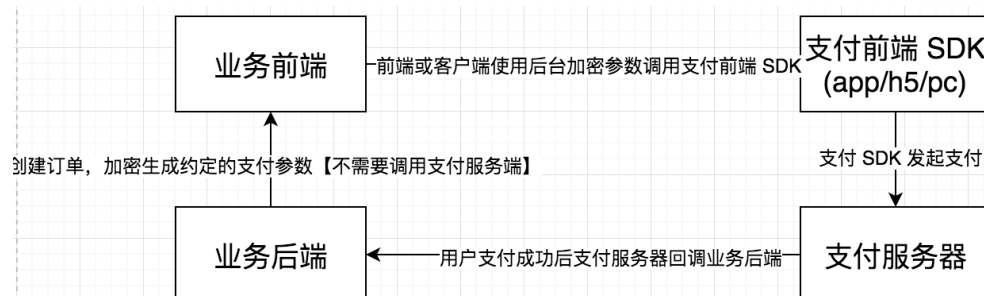 业务前端
前端或客户端使用后台加密参数调用支付前端 SDK
支付前端 SDK
(app/h5/pc)
创建订单，加密生成约定的支付参数【不需要调用支付服务端】
支付 SDK 发起支付
业务后端
用户支付成功后支付服务器回调业务后端
支付服务器